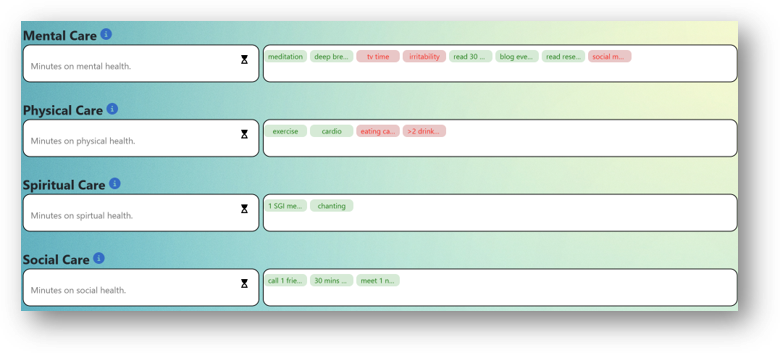 Mental Care
Minutes on mental health.
meditation deep bre... tv time irritability read 30 ... blog eve... read rese... social m...
Physical Care
Minutes on physical health.
exercise cardio eating ca... >2 drink...
Spiritual Care
Minutes on spirtual health.
1 SGI me... chanting
Social Care
Minutes on social health.
call 1 frie... 30 mins ... meet 1 n...